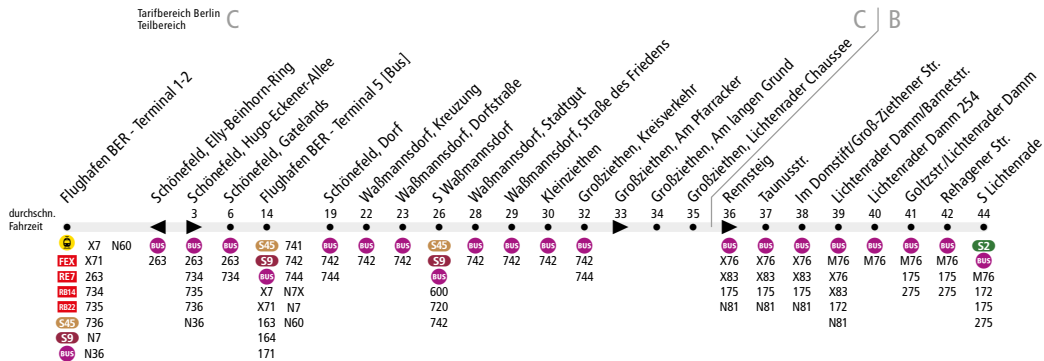 Tarifbereich Berlin
Teilbereich
C
C B
Flughafen BER - Terminal 1-2
Schönefeld, Elly-Beinhorn-Ring
Schönefeld, Hugo-Eckener-Allee
Schönefeld, Gatelands
Flughafen BER - Terminal 5 [Bus]
Schönefeld, Dorf
Waßmannsdorf, Kreuzung
Waßmannsdorf, Dorfstraße
S Waßmannsdorf
Waßmannsdorf, Stadtgut
Waßmannsdorf, Straße des Friedens
Kleinziethen
Großziethen, Kreisverkehr
Großziethen, Am Pfarracker
Großziethen, Am langen Grund
Großziethen, Lichtenrader Chaussee
Rennsteig
Taunusstr.
Im Domstift/Groß-Ziethener Str.
Lichtenrader Damm/Barnetstr.
Lichtenrader Damm 254
Goltzstr./Lichtenrader Damm
Rehagener Str.
S Lichtenrade
durchschn.
Fahrzeit
3 6 14 19 22 23 26 28 29 30 32 33 34 35 36 37 38 39 40 41 42 44
X7 N60 BUS BUS BUS S45 741 BUS BUS BUS S45 BUS BUS BUS BUS BUS BUS BUS BUS BUS BUS BUS S2
FEX X71 263 263 263 S9 742 742 742 742 S9 742 742 742 742 X76 X76 X76 M76 M76 M76 M76 BUS
RE7 263 734 734 BUS 744 744 BUS 744 X83 X83 X83 X76 175 175 M76
RB14 734 735 X7 N7X 600 175 175 175 X83 275 275 172
RB22 735 736 X71 N7 720 N81 N81 N81 172 175
S45 736 N36 163 N60 742 N81 275
S9 N7 164
BUS N36 171